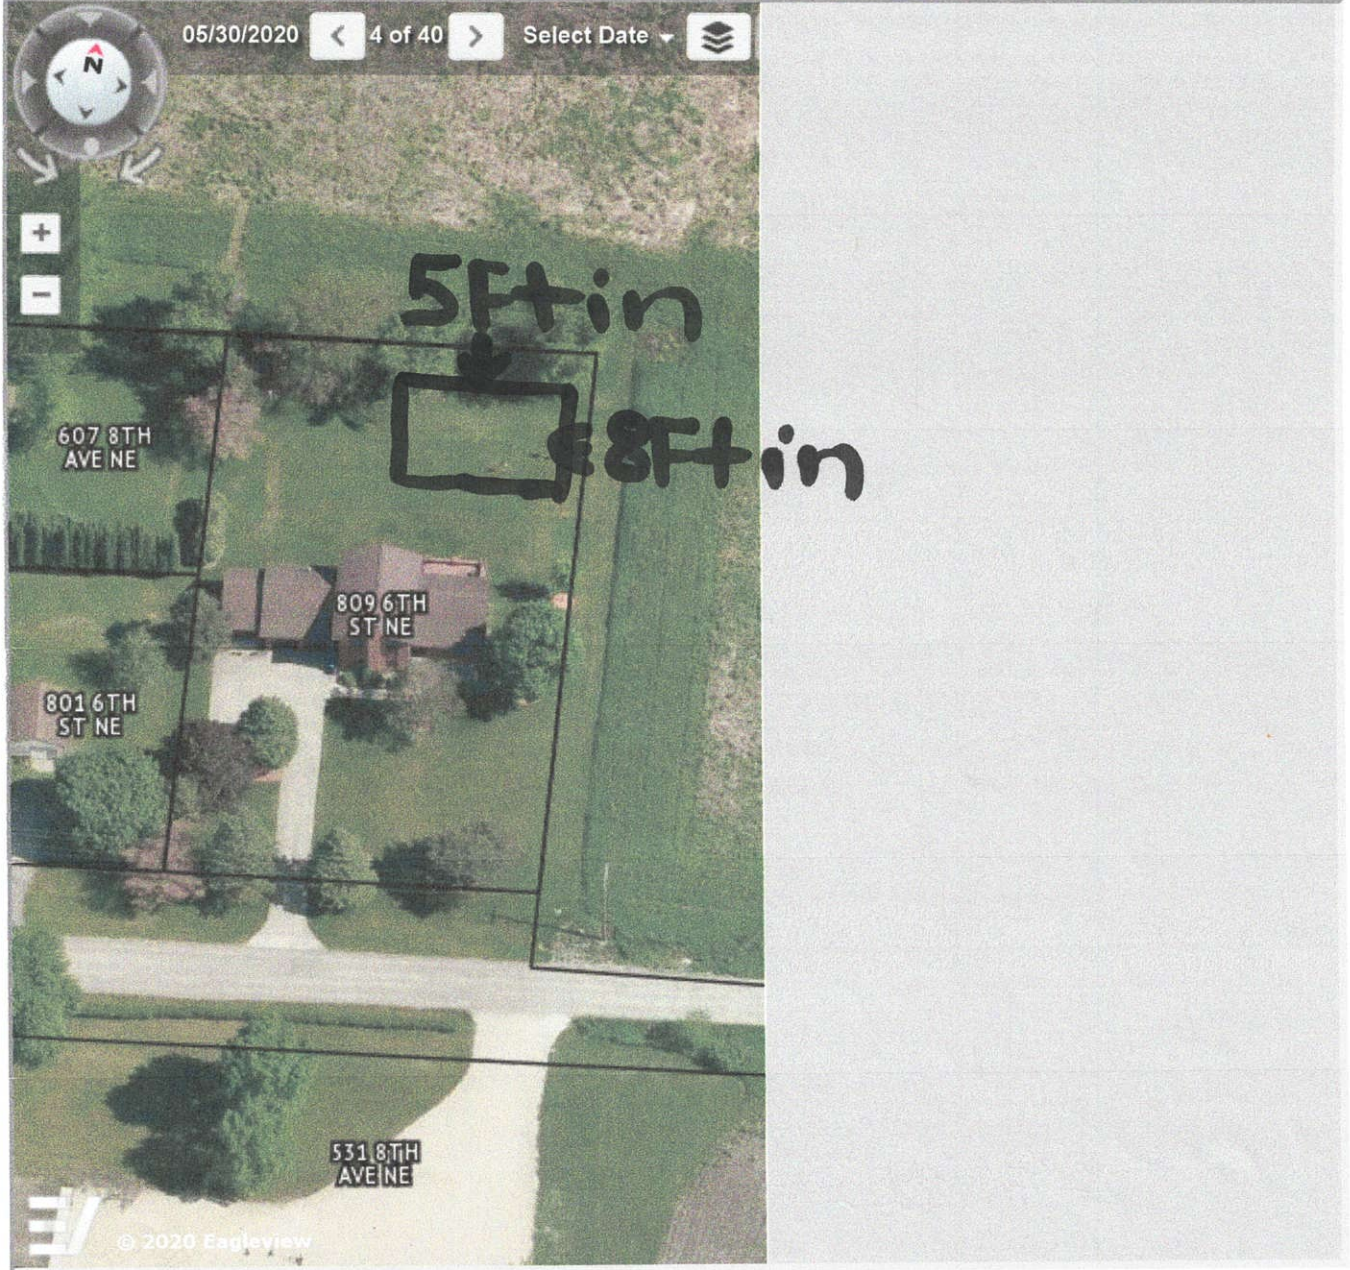 05/30/2020 4 of 40 Select Date
N
5Ftin
607 8TH
AVE NE
8Ftin
809 6TH
ST NE
801 6TH
ST NE
531 8TH
AVE NE
© 2020 Eagleview